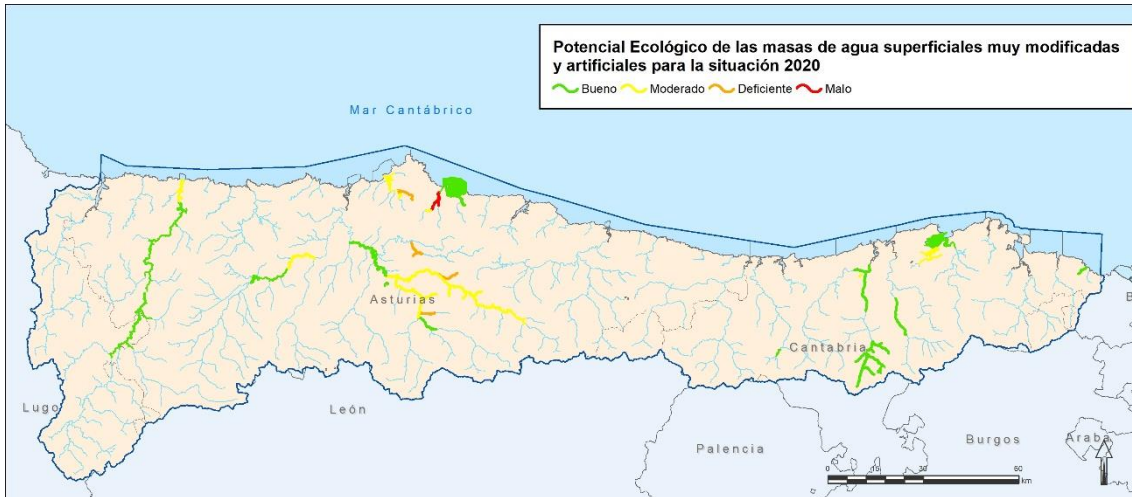 Potencial Ecológico de las masas de agua superficiales muy modificadas
y artificiales para la situación 2020
Bueno Moderado Deficiente Malo
Mar Cantábrico
Asturias
Cantabria
Lugo
León
Palencia
Burgos
Araba
B
0 15 30 60
km